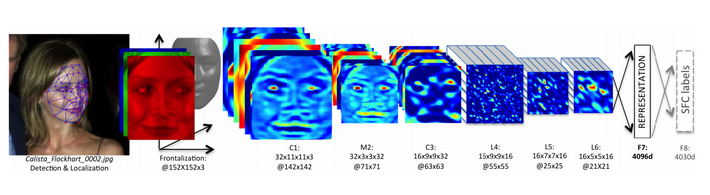 Calista_Flockhart_0002.jpg
Detection & Localization
Frontalization:
@152X152x3
C1:
32x11x11x3
@142x142
M2:
32x3x3x32
@71x71
C3:
16x9x9x32
@63x63
L4:
16x9x9x16
@55x55
L5:
16x7x7x16
@25x25
L6:
16x5x5x16
@21X21
REPRESENTATION
F7:
4096d
SFC labels
F8:
4030d